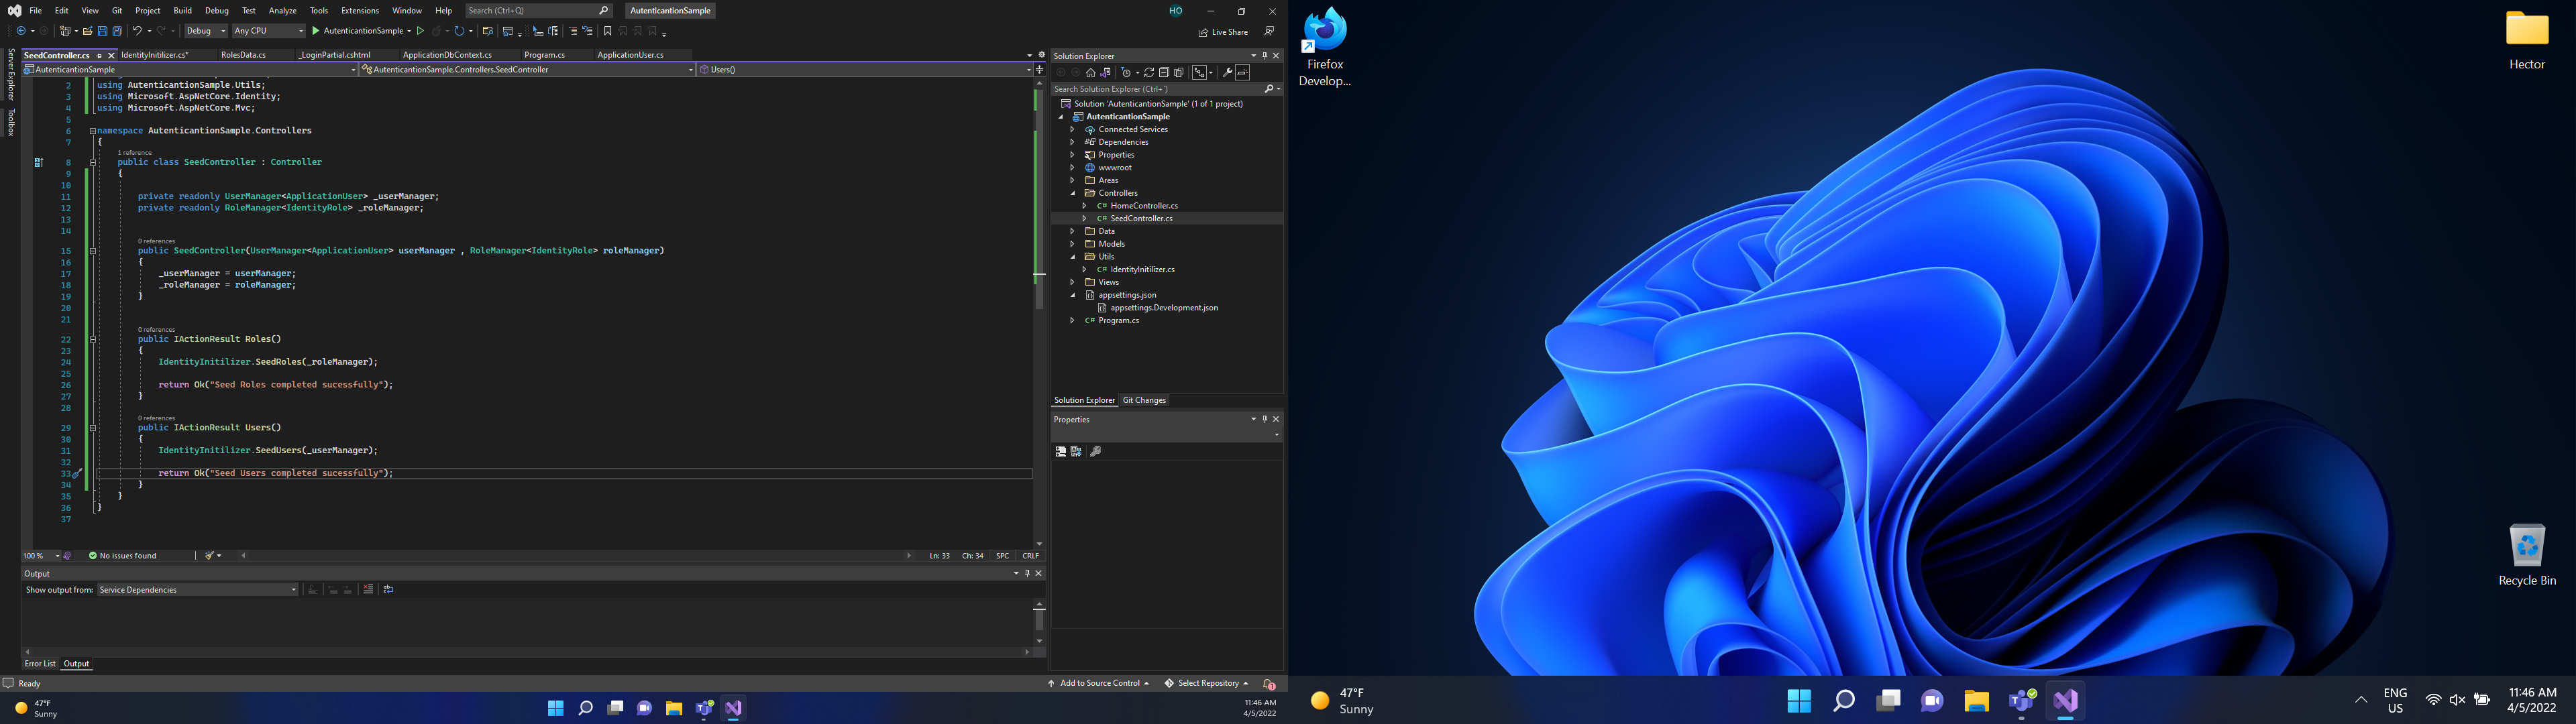 File Edit View Git Project Build Debug Test Analyze Tools Extensions Window Help Search (Ctrl+Q) AutenticantionSample HO
Debug Any CPU AutenticantionSample Live Share
Server Explorer
Toolbox
SeedController.cs IdentityInitilizer.cs* RolesData.cs _LoginPartial.cshtml ApplicationDbContext.cs Program.cs ApplicationUser.cs
AutenticantionSample AutenticantionSample.Controllers.SeedController Users()
2 using AutenticantionSample.Utils;
3 using Microsoft.AspNetCore.Identity;
4 using Microsoft.AspNetCore.Mvc;
5
6 namespace AutenticantionSample.Controllers
7 {
1 reference
8 public class SeedController : Controller
9 {
10
11 private readonly UserManager<ApplicationUser> _userManager;
12 private readonly RoleManager<IdentityRole> _roleManager;
13
14
0 references
15 public SeedController(UserManager<ApplicationUser> userManager , RoleManager<IdentityRole> roleManager)
16 {
17 _userManager = userManager;
18 _roleManager = roleManager;
19 }
20
21
0 references
22 public IActionResult Roles()
23 {
24 IdentityInitilizer.SeedRoles(_roleManager);
25
26 return Ok("Seed Roles completed sucessfully");
27 }
28
0 references
29 public IActionResult Users()
30 {
31 IdentityInitilizer.SeedUsers(_userManager);
32
33 return Ok("Seed Users completed sucessfully");
34 }
35 }
36 }
37
100 % No issues found Ln: 33 Ch: 34 SPC CRLF
Output
Show output from: Service Dependencies
Error List Output
Ready Add to Source Control Select Repository 1
Solution Explorer
Search Solution Explorer (Ctrl+`)
Solution 'AutenticantionSample' (1 of 1 project)
AutenticantionSample
Connected Services
Dependencies
Properties
wwwroot
Areas
Controllers
C# HomeController.cs
C# SeedController.cs
Data
Models
Utils
C# IdentityInitilizer.cs
Views
appsettings.json
appsettings.Development.json
C# Program.cs
Solution Explorer Git Changes
Properties
47°F
Sunny
11:46 AM
4/5/2022
Firefox
Develop...
Hector
Recycle Bin
47°F
Sunny
ENG
US
11:46 AM
4/5/2022